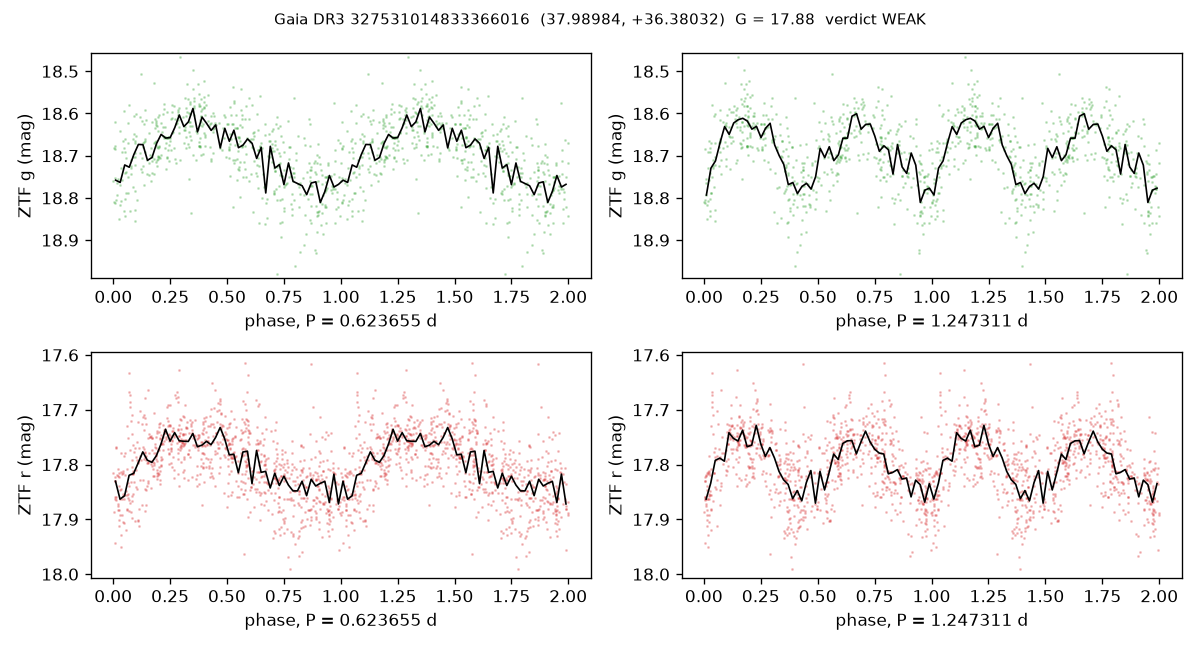 Gaia DR3 327531014833366016  (37.98984, +36.38032)  G = 17.88  verdict WEAK
ZTF g (mag)
18.5
18.6
18.7
18.8
18.9
0.00 0.25 0.50 0.75 1.00 1.25 1.50 1.75 2.00
phase, P = 0.623655 d
ZTF g (mag)
18.5
18.6
18.7
18.8
18.9
0.00 0.25 0.50 0.75 1.00 1.25 1.50 1.75 2.00
phase, P = 1.247311 d
ZTF r (mag)
17.6
17.7
17.8
17.9
18.0
0.00 0.25 0.50 0.75 1.00 1.25 1.50 1.75 2.00
phase, P = 0.623655 d
ZTF r (mag)
17.6
17.7
17.8
17.9
18.0
0.00 0.25 0.50 0.75 1.00 1.25 1.50 1.75 2.00
phase, P = 1.247311 d